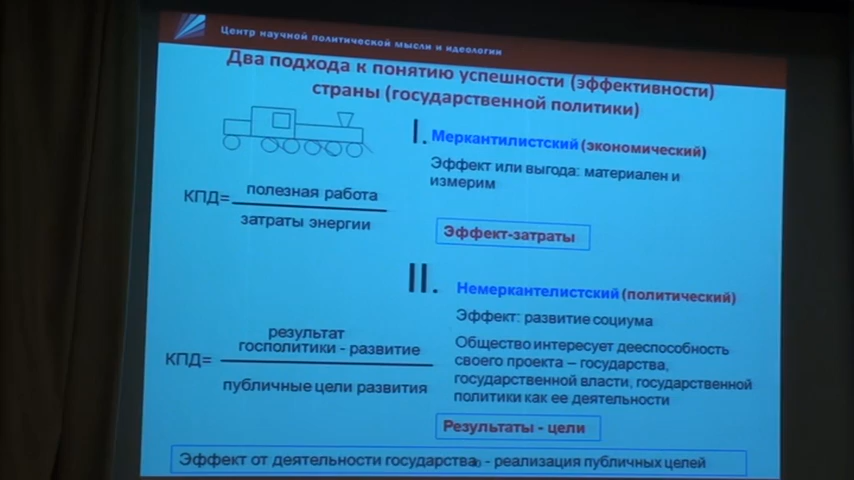 Центр научной политической мысли и идеологии
Два подхода к понятию успешности (эффективности)
страны (государственной политики)
I. Меркантилистский (экономический)
Эффект или выгода: материален и
измерим
КПД= полезная работа
затраты энергии
Эффект-затраты
II. Немеркантелистский (политический)
Эффект: развитие социума
результат
госполитики - развитие
КПД=
публичные цели развития
Общество интересует дееспособность
своего проекта – государства,
государственной власти, государственной
политики как ее деятельности
Результаты - цели
Эффект от деятельности государства - реализация публичных целей